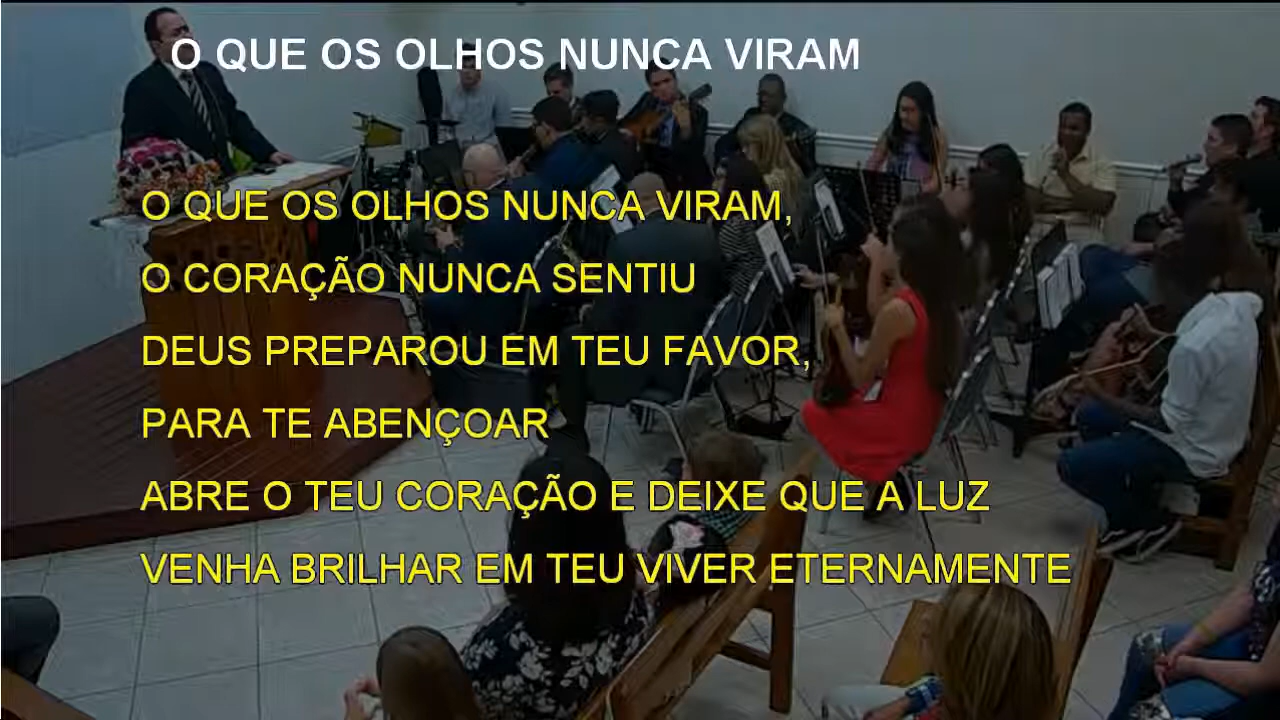 O QUE OS OLHOS NUNCA VIRAM
O QUE OS OLHOS NUNCA VIRAM,
O CORAÇÃO NUNCA SENTIU
DEUS PREPAROU EM TEU FAVOR,
PARA TE ABENÇOAR
ABRE O TEU CORAÇÃO E DEIXE QUE A LUZ
VENHA BRILHAR EM TEU VIVER ETERNAMENTE